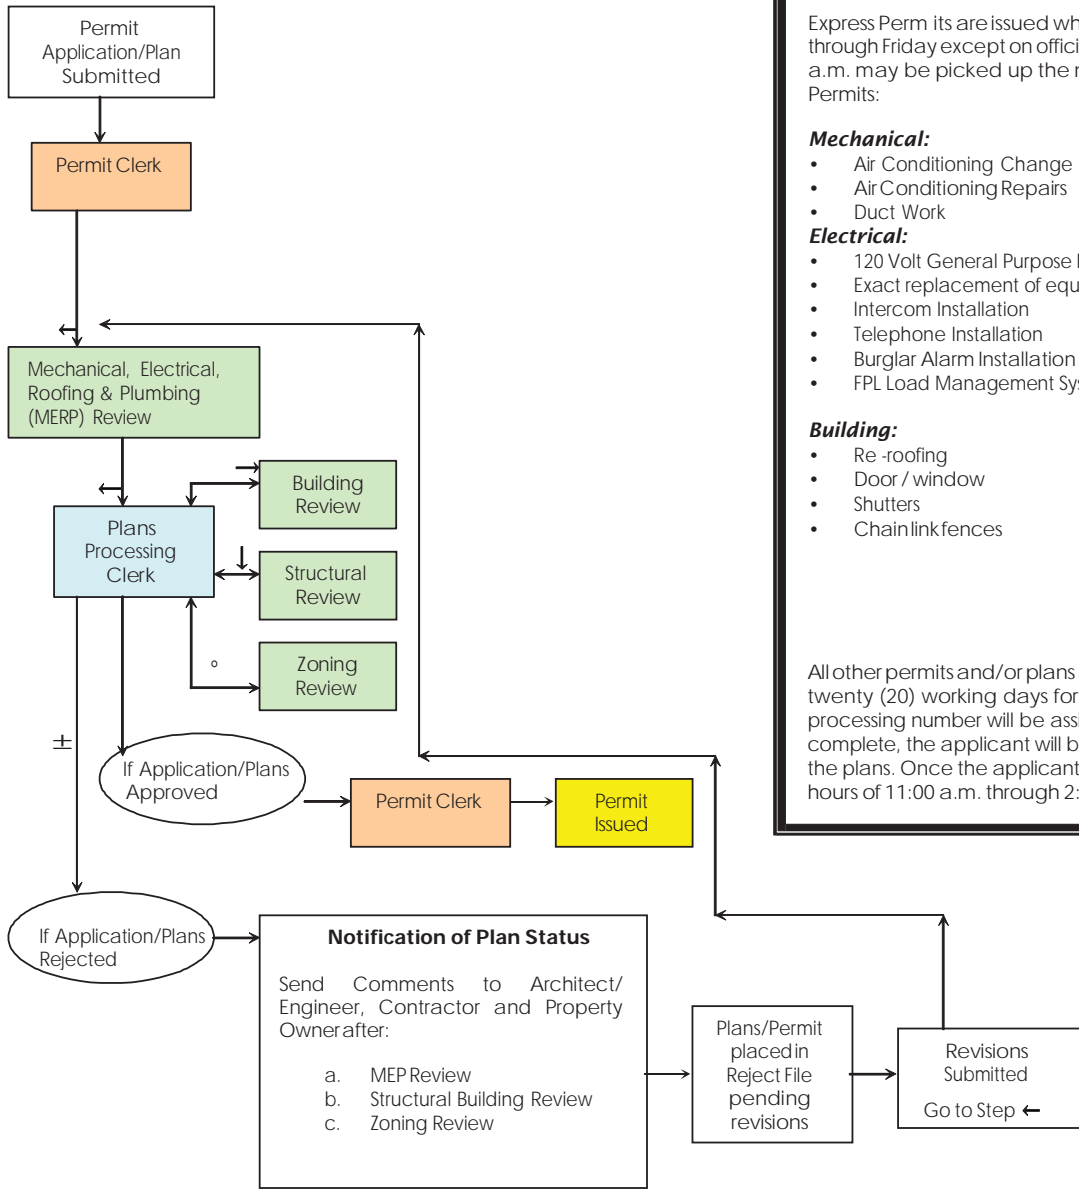 Permit
Application/Plan
Submitted
Permit Clerk
←
Mechanical, Electrical,
Roofing & Plumbing
(MERP) Review
←
Plans
Processing
Clerk
→
Building
Review
↓
Structural
Review
°
Zoning
Review
If Application/Plans
Approved
Permit Clerk
Permit
Issued
If Application/Plans
Rejected
Notification of Plan Status
Send Comments to Architect/
Engineer, Contractor and Property
Owner after:
a. MEP Review
b. Structural Building Review
c. Zoning Review
Plans/Permit
placed in
Reject File
pending
revisions
Revisions
Submitted
Go to Step ←
Express Perm its are issued wh
through Friday except on offici
a.m. may be picked up the
Permits:
Mechanical:
• Air Conditioning Change
• Air Conditioning Repairs
• Duct Work
Electrical:
• 120 Volt General Purpose
• Exact replacement of equ
• Intercom Installation
• Telephone Installation
• Burglar Alarm Installation
• FPL Load Management Sys
Building:
• Re -roofing
• Door / window
• Shutters
• Chain link fences
All other permits and/or plans
twenty (20) working days for
processing number will be assi
complete, the applicant will b
the plans. Once the applicant
hours of 11:00 a.m. through 2: